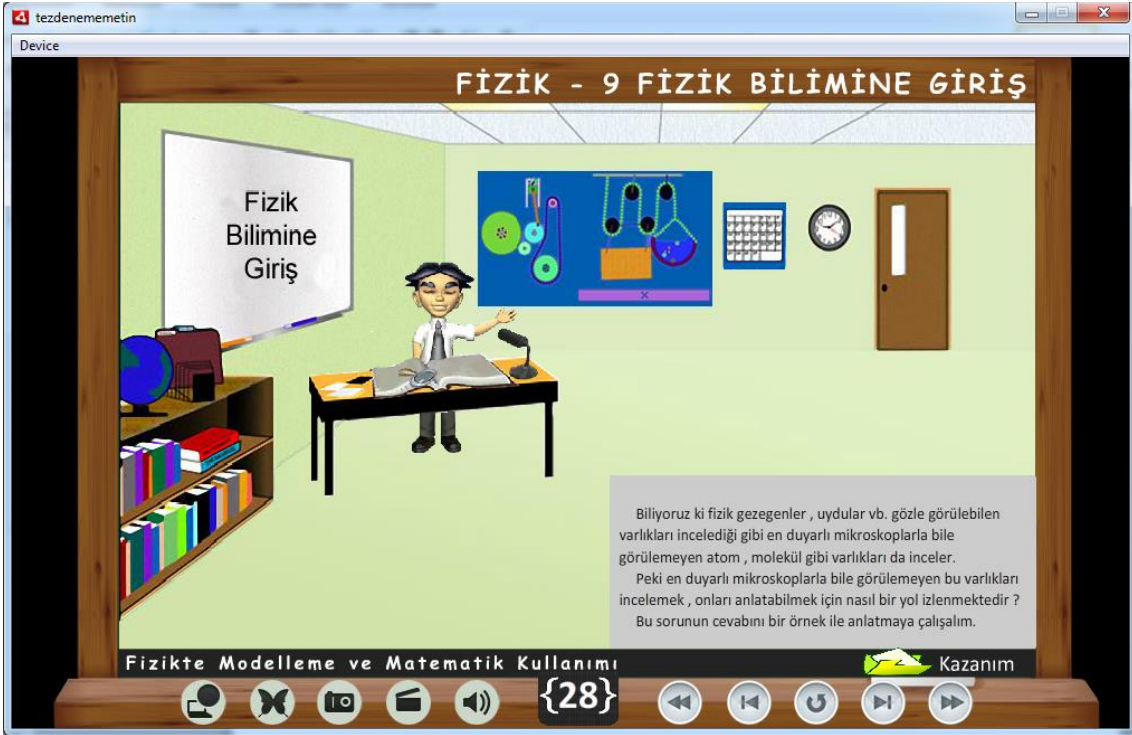 tezdenememetin
Device
FİZİK - 9 FİZİK BİLİMİNE GİRİŞ
Fizik
Bilimine
Giriş
Biliyoruz ki fizik gezegenler , uydular vb. gözle görülebilen
varlıkları incelediği gibi en duyarlı mikroskoplarla bile
görülemeyen atom , molekül gibi varlıkları da inceler.
Peki en duyarlı mikroskoplarla bile görülemeyen bu varlıkları
incelemek , onları anlatabilmek için nasıl bir yol izlenmektedir ?
Bu sorunun cevabını bir örnek ile anlatmaya çalışalım.
Fizikte Modelleme ve Matematik Kullanımı
Kazanım
{28}